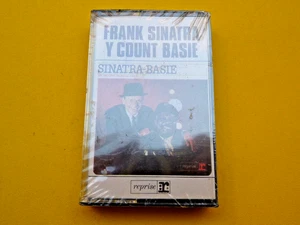 FRANK SINATRA
Y COUNT BASIE
SINATRA-BASIE
reprise